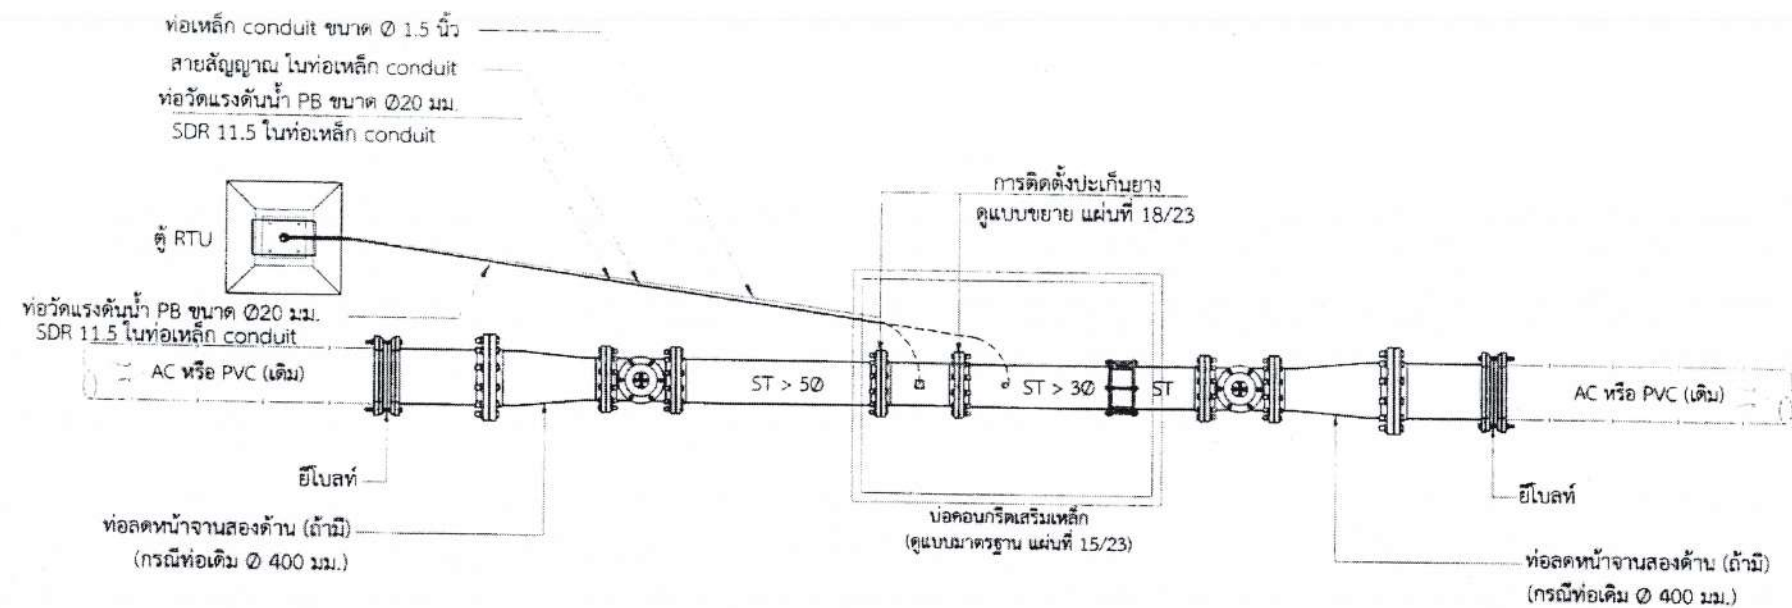 ท่อเหล็ก conduit ขนาด Ø 1.5 นิ้ว
สายสัญญาณ ในท่อเหล็ก conduit
ท่อวัดแรงดันน้ำ PB ขนาด Ø20 มม.
SDR 11.5 ในท่อเหล็ก conduit
การติดตั้งปะเก็นยาง
ดูแบบขยาย แผ่นที่ 18/23
ตู้ RTU
ท่อวัดแรงดันน้ำ PB ขนาด Ø20 มม.
SDR 11.5 ในท่อเหล็ก conduit
AC หรือ PVC (เดิม)
ST > 5Ø
ST > 3Ø
ST
AC หรือ PVC (เดิม)
ยีโบลท์
ยีโบลท์
ท่อลดหน้าจานสองด้าน (ถ้ามี)
(กรณีท่อเดิม Ø 400 มม.)
บ่อคอนกรีตเสริมเหล็ก
(ดูแบบมาตรฐาน แผ่นที่ 15/23)
ท่อลดหน้าจานสองด้าน (ถ้ามี)
(กรณีท่อเดิม Ø 400 มม.)